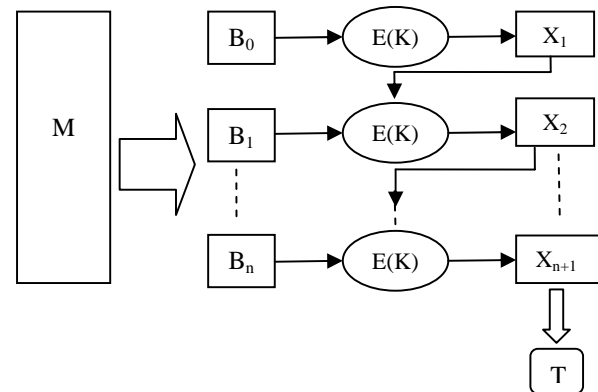 B₀ E(K) X₁
M B₁ E(K) X₂
Bₙ E(K) Xₙ₊₁
T